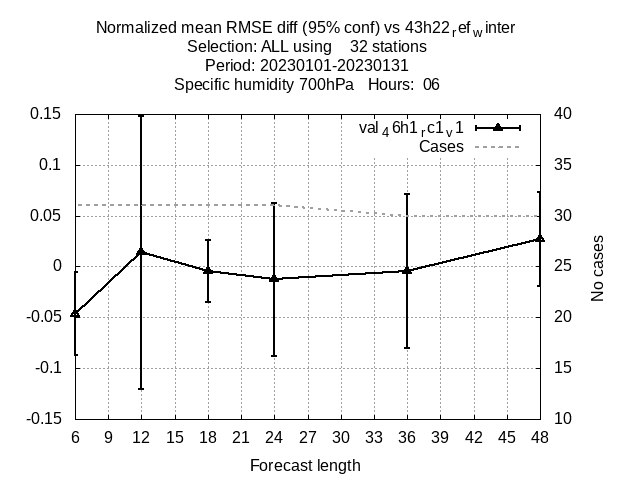 Normalized mean RMSE diff (95% conf) vs 43h22ref winter
Selection: ALL using 32 stations
Period: 20230101-20230131
Specific humidity 700hPa Hours: 06
0.15 40
val46h1rc1v1
Cases
0.1 35
0.05 30
No cases
0 25
-0.05 20
-0.1 15
-0.15 10
6 9 12 15 18 21 24 27 30 33 36 39 42 45 48
Forecast length